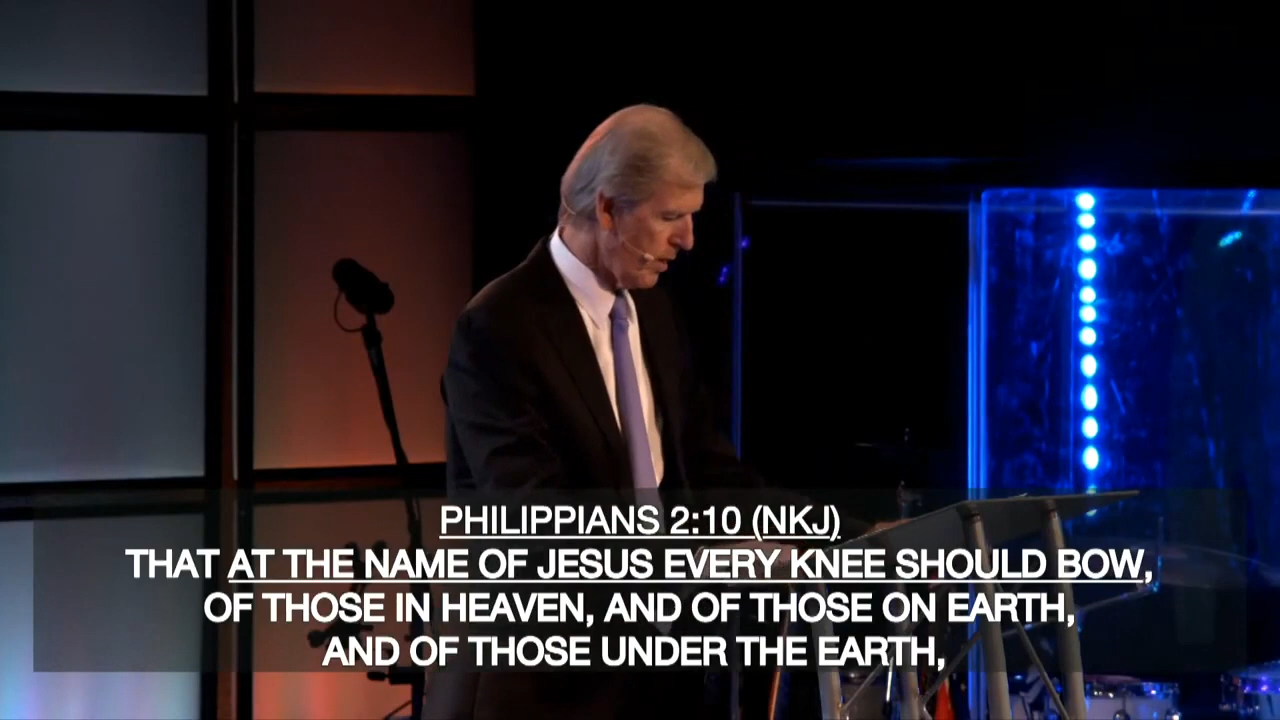 PHILIPPIANS 2:10 (NKJ)
THAT AT THE NAME OF JESUS EVERY KNEE SHOULD BOW,
OF THOSE IN HEAVEN, AND OF THOSE ON EARTH,
AND OF THOSE UNDER THE EARTH,